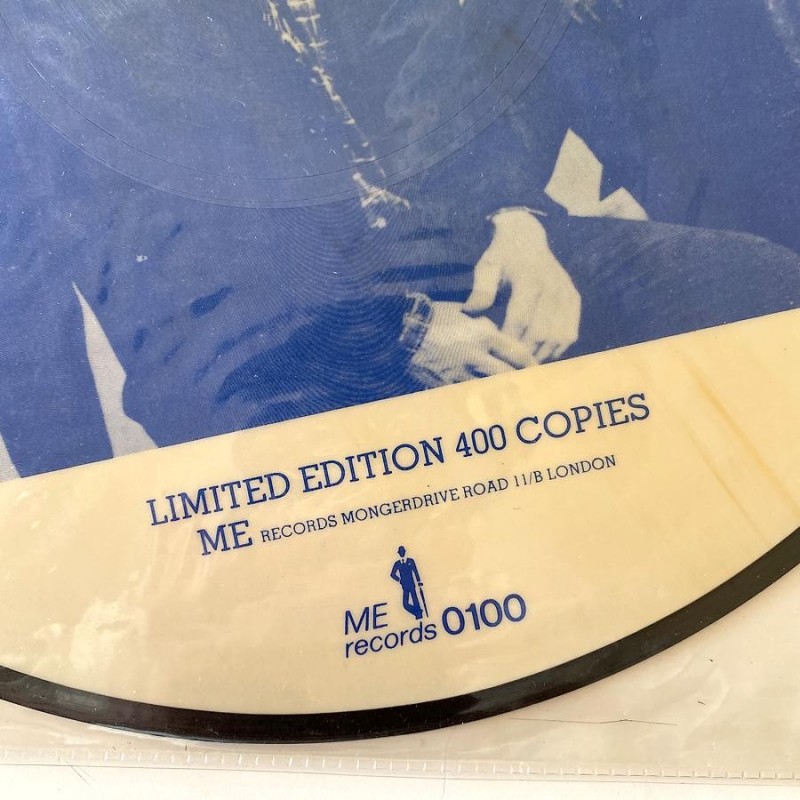 LIMITED EDITION 400 COPIES
ME RECORDS MONGERDRIVE ROAD 11/B LONDON
ME
records 0100